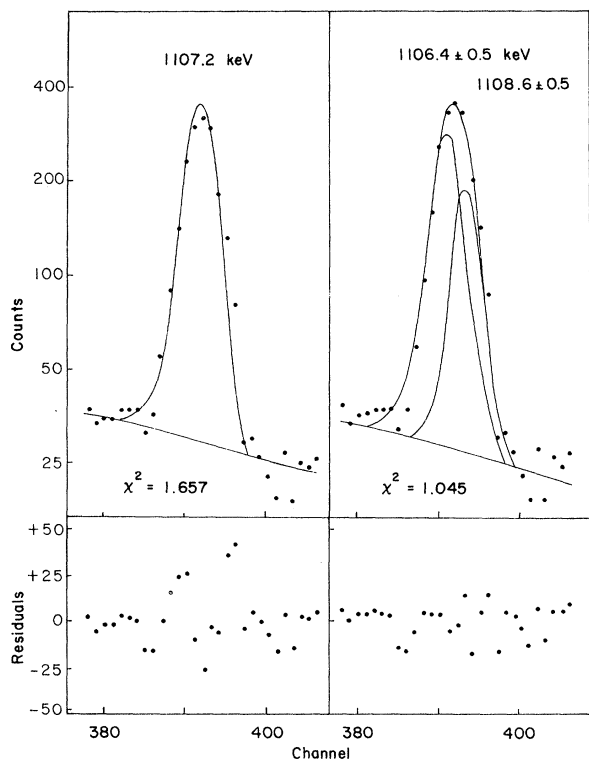 1107.2 keV
1106.4 ± 0.5 keV
1108.6 ± 0.5
400
200
100
50
25
Counts
χ² = 1.657
χ² = 1.045
+50
+25
0
-25
-50
Residuals
380
400
380
400
Channel